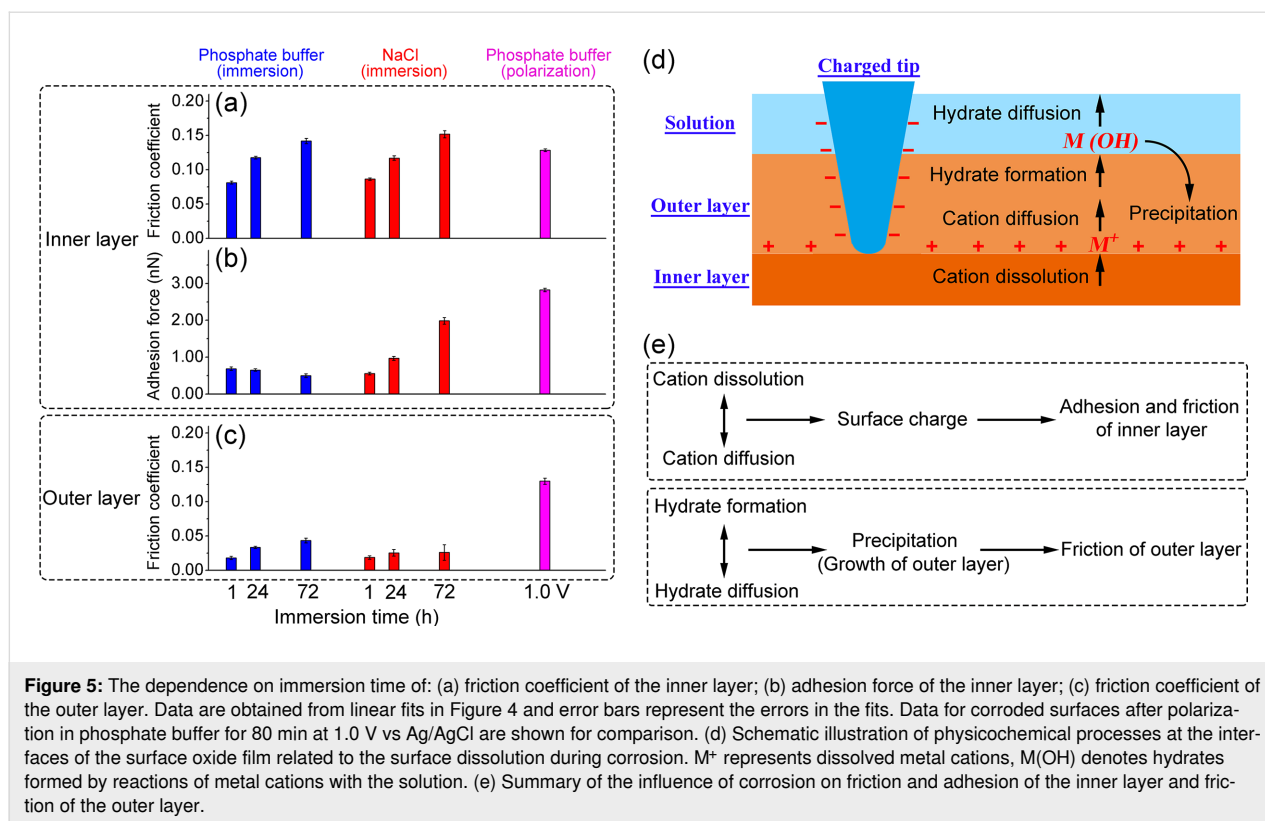 Phosphate buffer
(immersion)
NaCl
(immersion)
Phosphate buffer
(polarization)
Inner layer
(a)
Friction coefficient
0.20
0.15
0.10
0.05
0.00
(b)
Adhesion force (nN)
3.00
2.00
1.00
0.00
Outer layer
(c)
Friction coefficient
0.20
0.15
0.10
0.05
0.00
1 24 72 1 24 72 1.0 V
Immersion time (h)
(d)
Charged tip
Solution
Hydrate diffusion
M (OH)
Outer layer
Hydrate formation
Cation diffusion
Precipitation
+ + + + + + + M⁺ + + + +
Inner layer
Cation dissolution
(e)
Cation dissolution
Surface charge
Adhesion and friction
of inner layer
Cation diffusion
Hydrate formation
Precipitation
(Growth of outer layer)
Friction of outer layer
Hydrate diffusion
Figure 5: The dependence on immersion time of: (a) friction coefficient of the inner layer; (b) adhesion force of the inner layer; (c) friction coefficient of
the outer layer. Data are obtained from linear fits in Figure 4 and error bars represent the errors in the fits. Data for corroded surfaces after polariza-
tion in phosphate buffer for 80 min at 1.0 V vs Ag/AgCl are shown for comparison. (d) Schematic illustration of physicochemical processes at the inter-
faces of the surface oxide film related to the surface dissolution during corrosion. M⁺ represents dissolved metal cations, M(OH) denotes hydrates
formed by reactions of metal cations with the solution. (e) Summary of the influence of corrosion on friction and adhesion of the inner layer and fric-
tion of the outer layer.